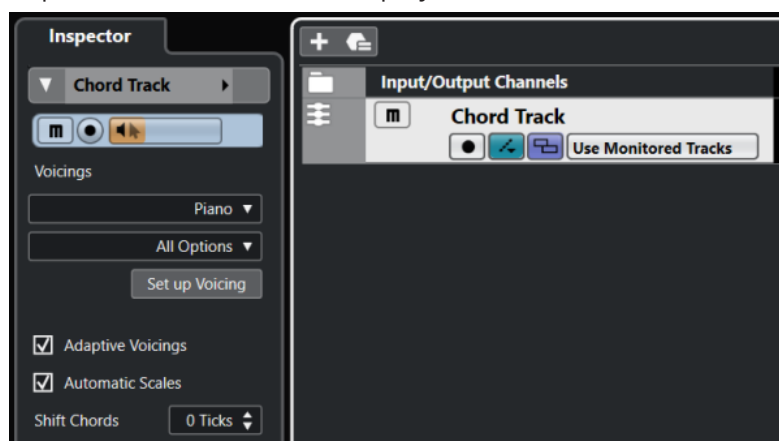 Inspector
Chord Track
m
Voicings
Piano
All Options
Set up Voicing
Adaptive Voicings
Automatic Scales
Shift Chords 0 Ticks
Input/Output Channels
m Chord Track
Use Monitored Tracks